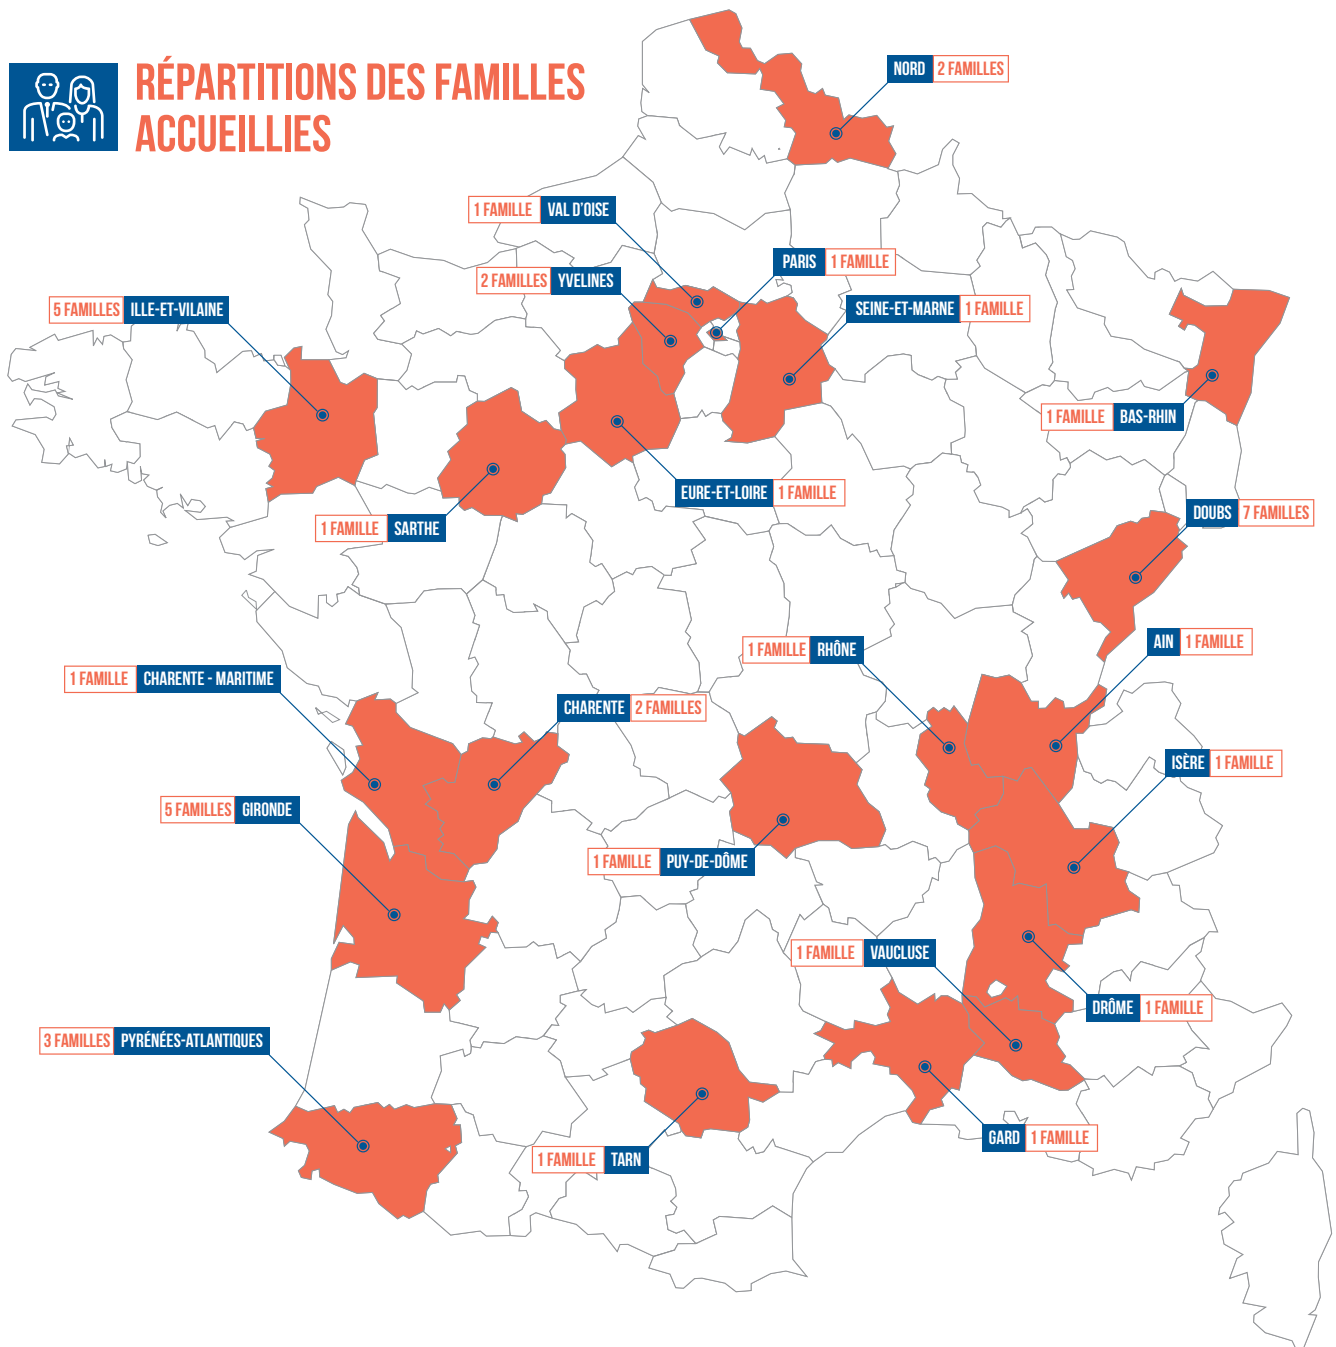 RÉPARTITIONS DES FAMILLES
ACCUEILLIES
NORD 2 FAMILLES
1 FAMILLE VAL D'OISE
PARIS 1 FAMILLE
2 FAMILLES YVELINES
5 FAMILLES ILLE-ET-VILAINE
SEINE-ET-MARNE 1 FAMILLE
1 FAMILLE BAS-RHIN
EURE-ET-LOIRE 1 FAMILLE
DOUBS 7 FAMILLES
1 FAMILLE SARTHE
AIN 1 FAMILLE
1 FAMILLE RHÔNE
1 FAMILLE CHARENTE - MARITIME
CHARENTE 2 FAMILLES
ISÈRE 1 FAMILLE
5 FAMILLES GIRONDE
1 FAMILLE PUY-DE-DÔME
1 FAMILLE VAUCLUSE
DRÔME 1 FAMILLE
3 FAMILLES PYRÉNÉES-ATLANTIQUES
GARD 1 FAMILLE
1 FAMILLE TARN